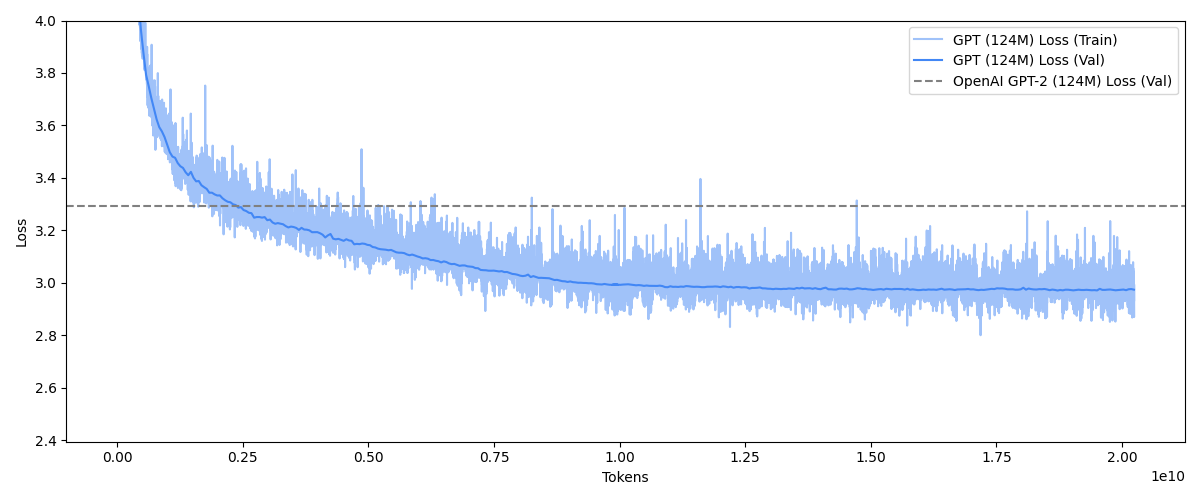 4.0
3.8
3.6
3.4
3.2
3.0
2.8
2.6
2.4
Loss
GPT (124M) Loss (Train)
GPT (124M) Loss (Val)
OpenAI GPT-2 (124M) Loss (Val)
0.00 0.25 0.50 0.75 1.00 1.25 1.50 1.75 2.00
Tokens
1e10